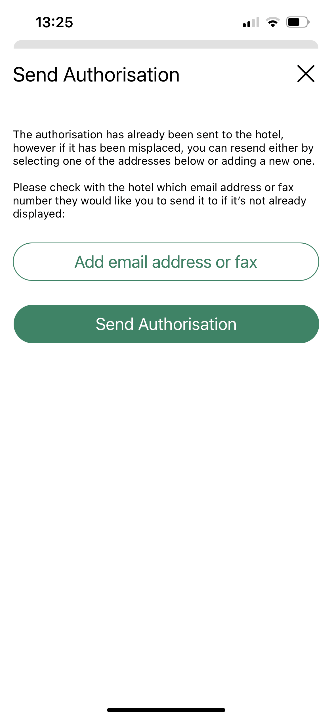 13:25
Send Authorisation
The authorisation has already been sent to the hotel,
however if it has been misplaced, you can resend either by
selecting one of the addresses below or adding a new one.
Please check with the hotel which email address or fax
number they would like you to send it to if it’s not already
displayed:
Add email address or fax
Send Authorisation